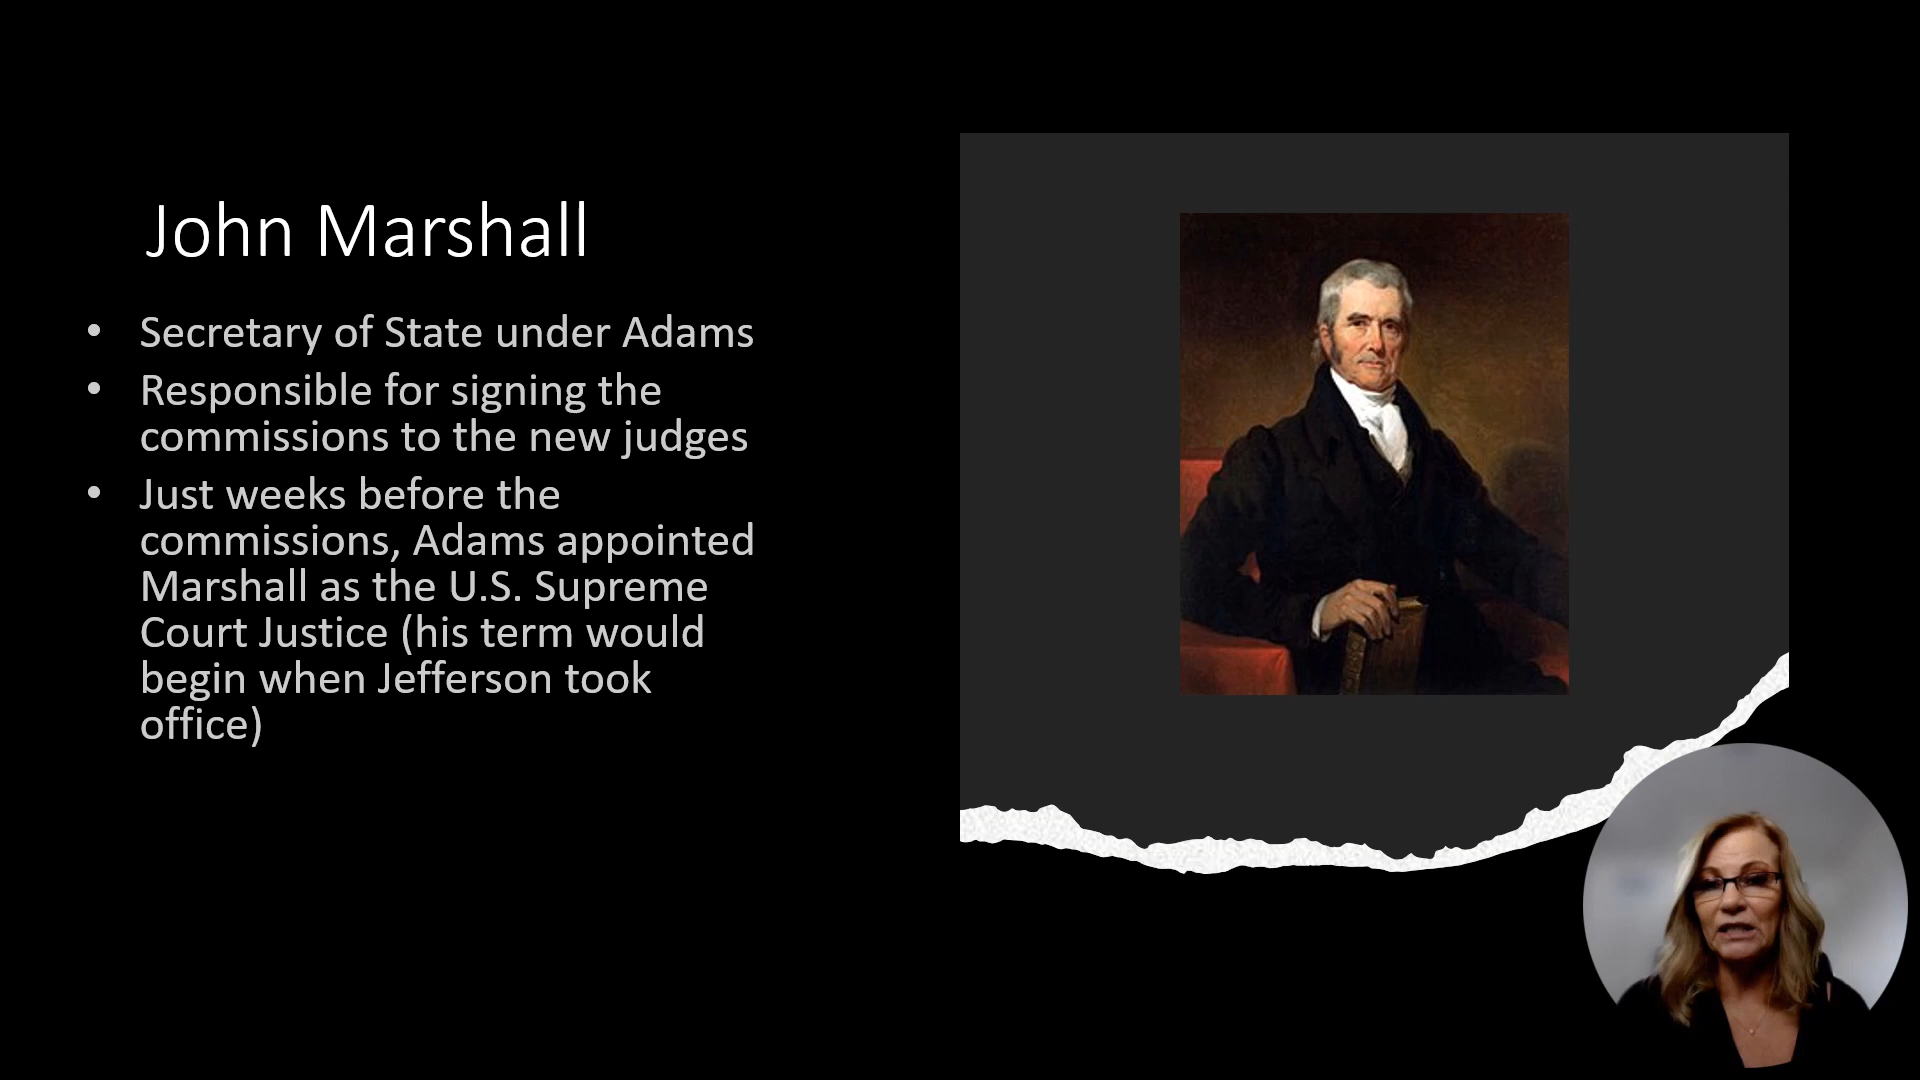 John Marshall
• Secretary of State under Adams
• Responsible for signing the
commissions to the new judges
• Just weeks before the
commissions, Adams appointed
Marshall as the U.S. Supreme
Court Justice (his term would
begin when Jefferson took
office)